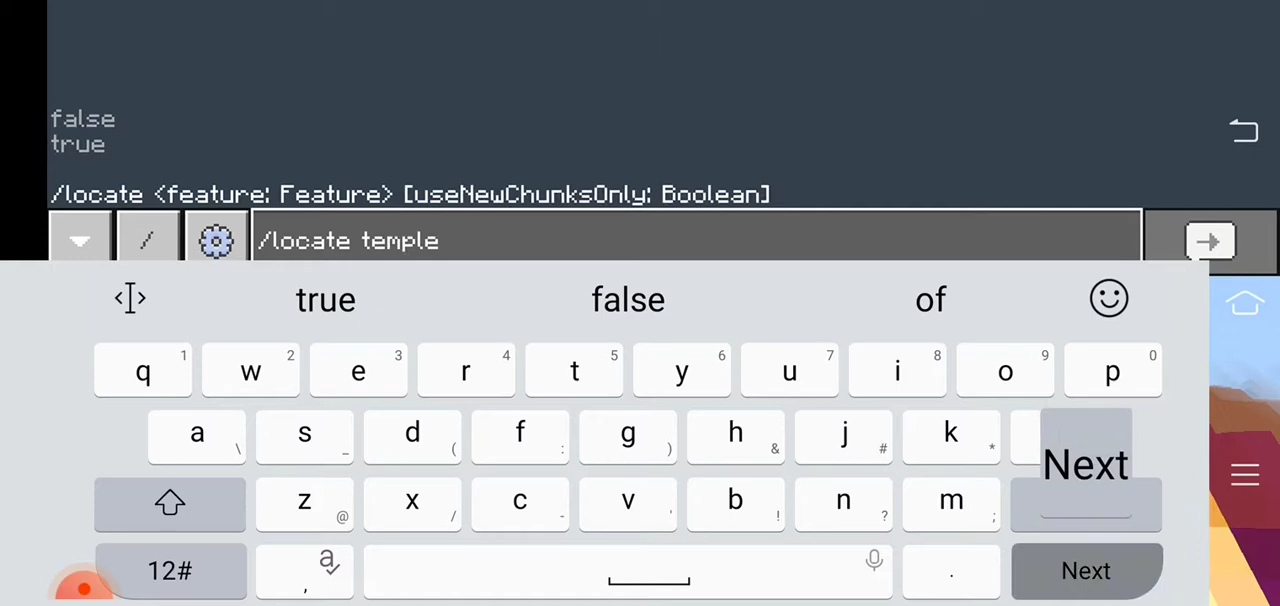 false
true
/locate <feature: Feature> [useNewChunksOnly: Boolean]
/ /locate temple
true false of
q 1 w 2 e 3 r 4 t 5 y 6 u 7 i 8 o 9 p 0
a \ s _ d ( f : g ) h & j # k *
Next
z @ x / c - v ' b ! n ? m ;
12# , a . Next